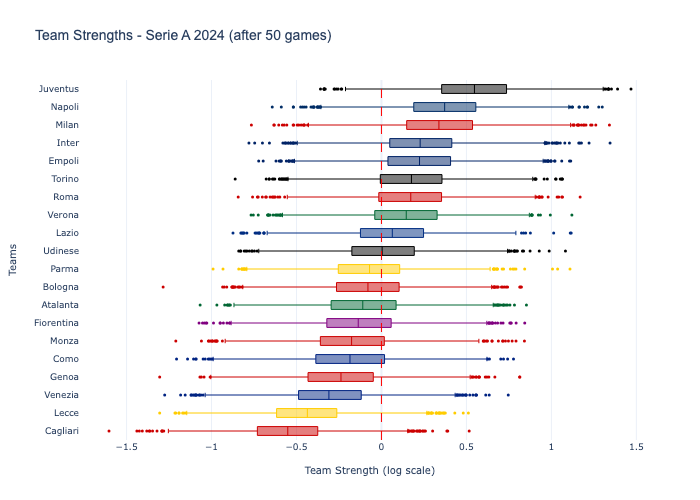 Team Strengths - Serie A 2024 (after 50 games)
Teams
Juventus
Napoli
Milan
Inter
Empoli
Torino
Roma
Verona
Lazio
Udinese
Parma
Bologna
Atalanta
Fiorentina
Monza
Como
Genoa
Venezia
Lecce
Cagliari
−1.5 −1 −0.5 0 0.5 1 1.5
Team Strength (log scale)